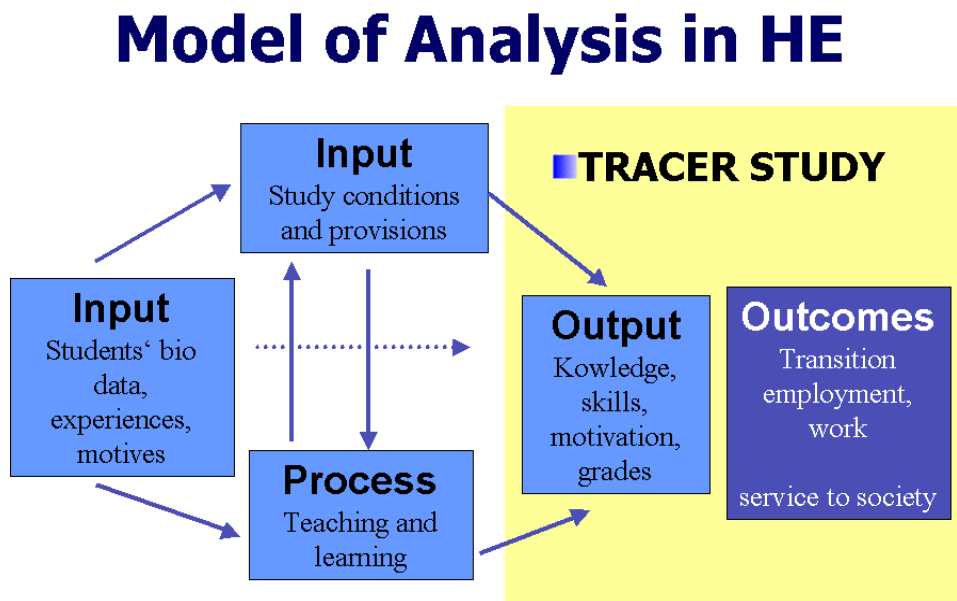 Model of Analysis in HE
TRACER STUDY
Input
Study conditions
and provisions
Input
Students‘ bio
data,
experiences,
motives
Process
Teaching and
learning
Output
Kowledge,
skills,
motivation,
grades
Outcomes
Transition
employment,
work
service to society